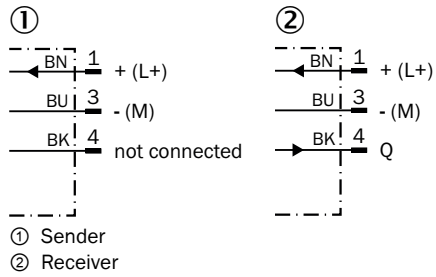 ① ②
BN 1 + (L+) BN 1 + (L+)
BU 3 - (M) BU 3 - (M)
BK 4 not connected BK 4 Q
① Sender
② Receiver